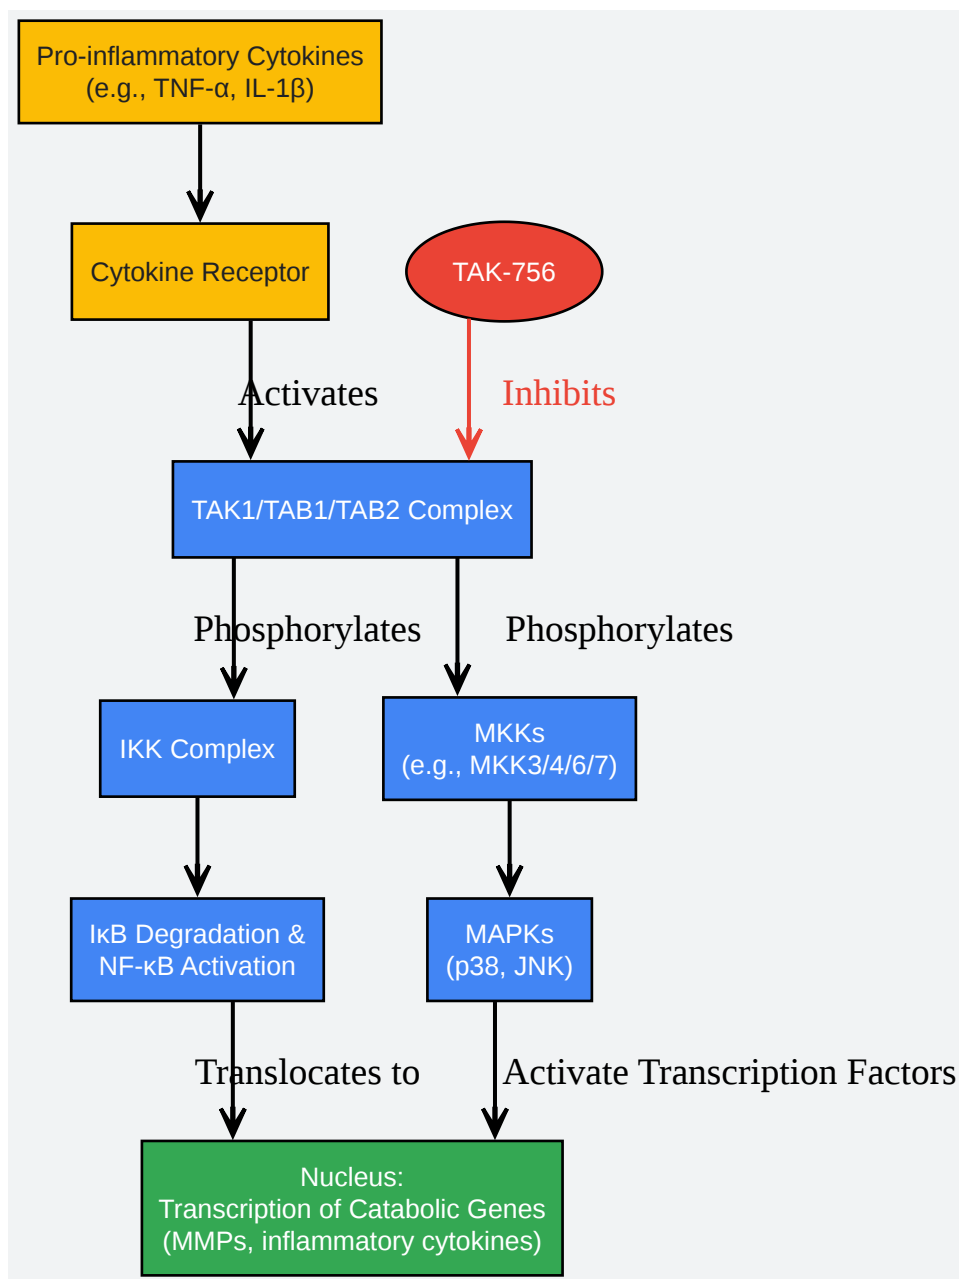 Pro-inflammatory Cytokines
(e.g., TNF-α, IL-1β)
Cytokine Receptor
TAK-756
Activates
Inhibits
TAK1/TAB1/TAB2 Complex
Phosphorylates
Phosphorylates
IKK Complex
MKKs
(e.g., MKK3/4/6/7)
IκB Degradation &
NF-κB Activation
MAPKs
(p38, JNK)
Translocates to
Activate Transcription Factors
Nucleus:
Transcription of Catabolic Genes
(MMPs, inflammatory cytokines)